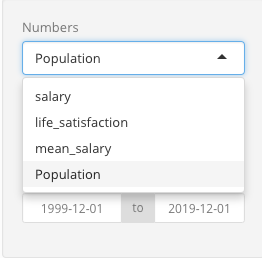 Numbers
Population
salary
life_satisfaction
mean_salary
Population
1999-12-01 to 2019-12-01